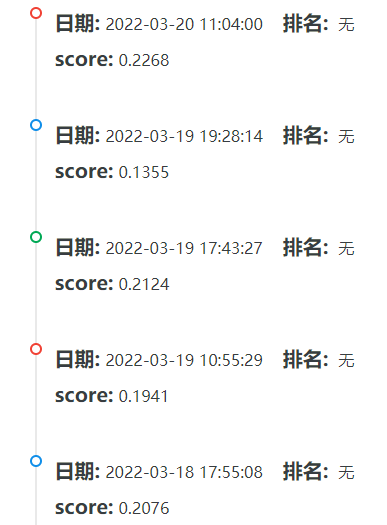 日期: 2022-03-20 11:04:00 排名: 无
score: 0.2268
日期: 2022-03-19 19:28:14 排名: 无
score: 0.1355
日期: 2022-03-19 17:43:27 排名: 无
score: 0.2124
日期: 2022-03-19 10:55:29 排名: 无
score: 0.1941
日期: 2022-03-18 17:55:08 排名: 无
score: 0.2076